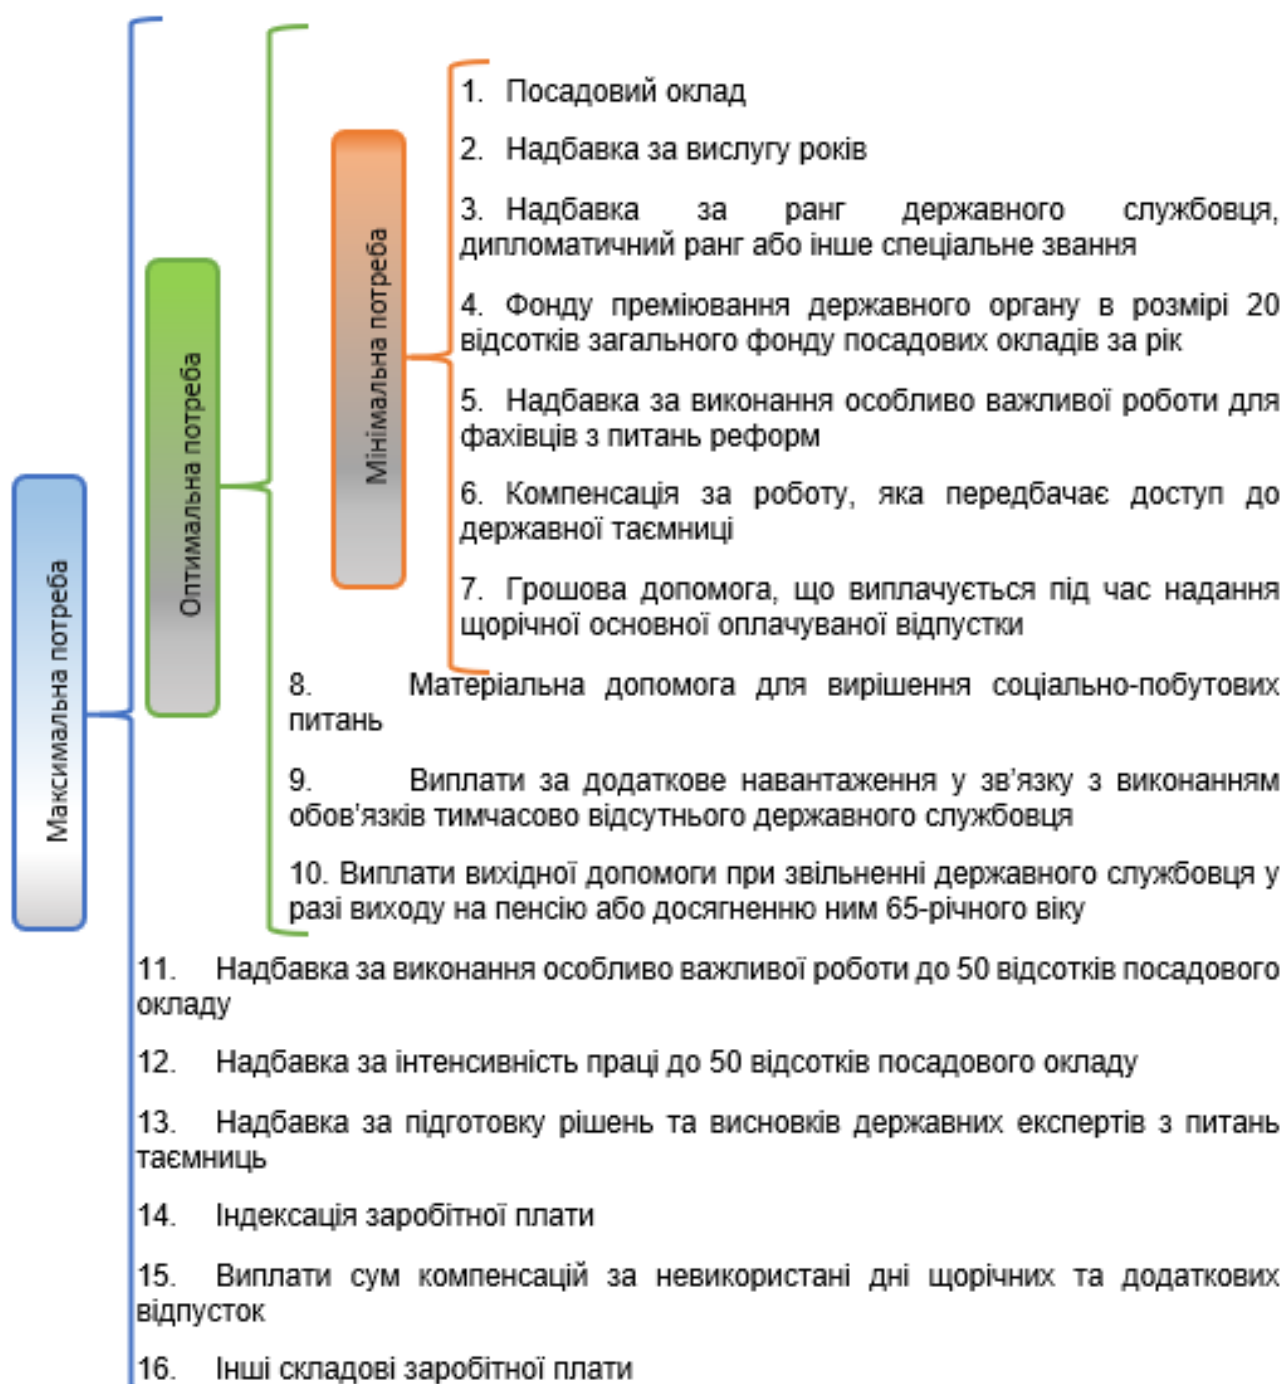 Максимальна потреба
Оптимальна потреба
Мінімальна потреба
1. Посадовий оклад
2. Надбавка за вислугу років
3. Надбавка за ранг державного службовця,
дипломатичний ранг або інше спеціальне звання
4. Фонду преміювання державного органу в розмірі 20
відсотків загального фонду посадових окладів за рік
5. Надбавка за виконання особливо важливої роботи для
фахівців з питань реформ
6. Компенсація за роботу, яка передбачає доступ до
державної таємниці
7. Грошова допомога, що виплачується під час надання
щорічної основної оплачуваної відпустки
8. Матеріальна допомога для вирішення соціально-побутових
питань
9. Виплати за додаткове навантаження у зв’язку з виконанням
обов’язків тимчасово відсутнього державного службовця
10. Виплати вихідної допомоги при звільненні державного службовця у
разі виходу на пенсію або досягненню ним 65-річного віку
11. Надбавка за виконання особливо важливої роботи до 50 відсотків посадового
окладу
12. Надбавка за інтенсивність праці до 50 відсотків посадового окладу
13. Надбавка за підготовку рішень та висновків державних експертів з питань
таємниць
14. Індексація заробітної плати
15. Виплати сум компенсацій за невикористані дні щорічних та додаткових
відпусток
16. Інші складові заробітної плати